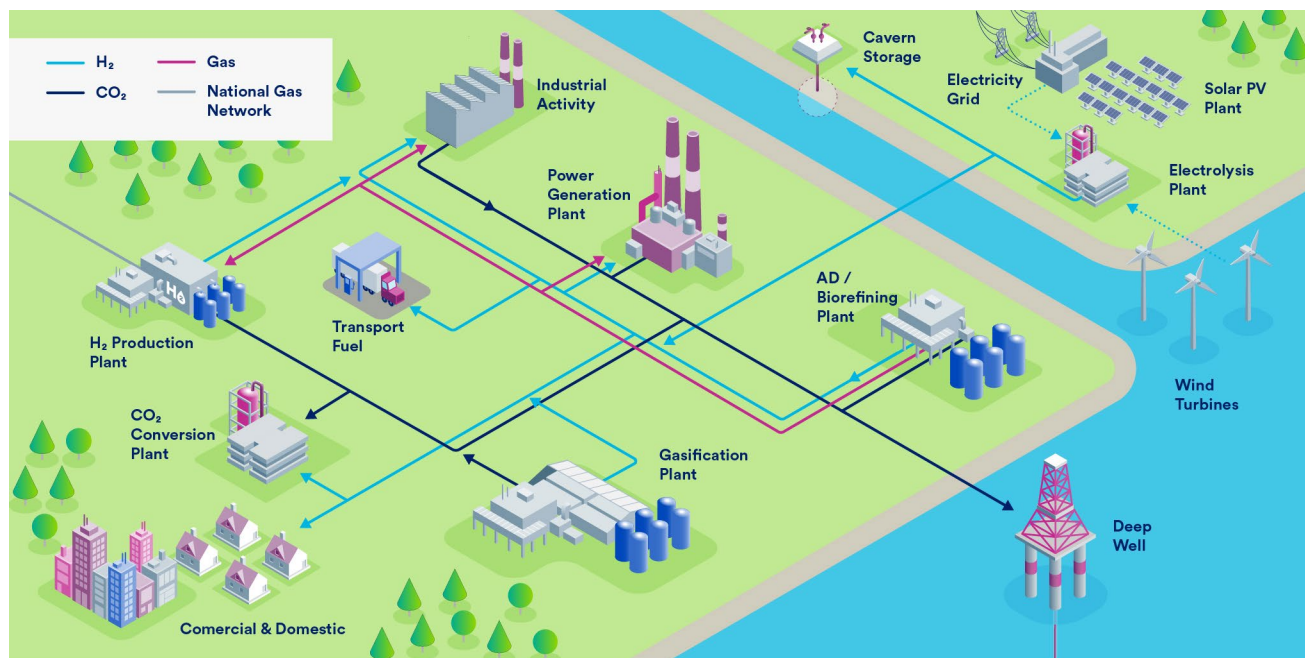 H₂
Gas
CO₂
National Gas
Network
Industrial
Activity
Cavern
Storage
Electricity
Grid
Solar PV
Plant
Power
Generation
Plant
Electrolysis
Plant
H
H₂ Production
Plant
Transport
Fuel
AD /
Biorefining
Plant
Wind
Turbines
CO₂
Conversion
Plant
Gasification
Plant
Deep
Well
Comercial & Domestic